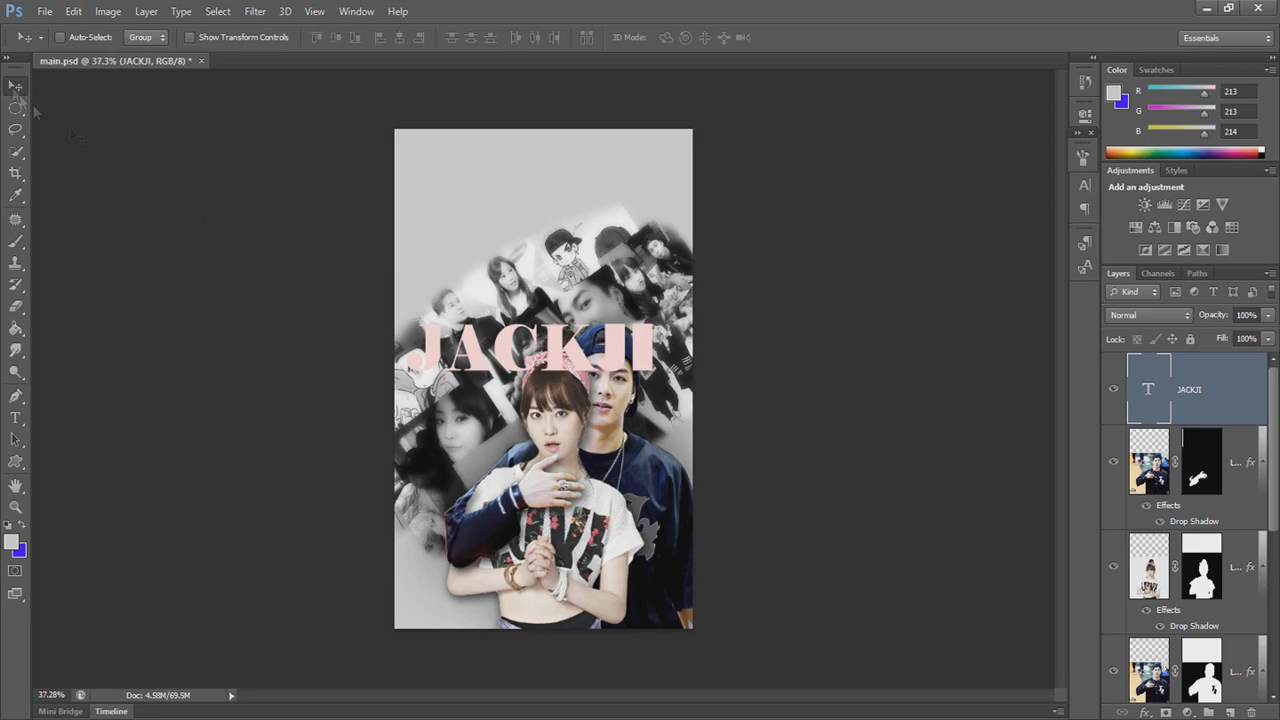 Ps File Edit Image Layer Type Select Filter 3D View Window Help
Auto-Select: Group Show Transform Controls 3D Mode: Essentials
main.psd @ 37.3% (JACKJI, RGB/8) * ×
Color Swatches
R 213
G 213
B 214
Adjustments Styles
Add an adjustment
Layers Channels Paths
Kind
Normal Opacity: 100%
Lock: Fill: 100%
T JACKJI
L... fx
Effects
Drop Shadow
L... fx
Effects
Drop Shadow
L... fx
JACKJI
37.28% Doc: 4.58M/69.5M
Mini Bridge Timeline